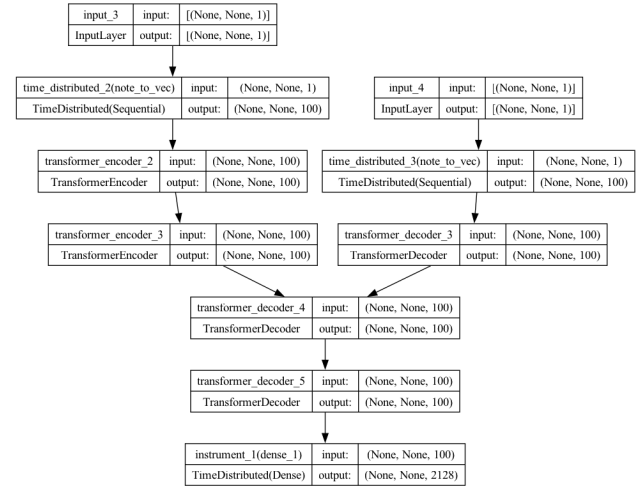 input_3 input: [(None, None, 1)]
InputLayer output: [(None, None, 1)]
time_distributed_2(note_to_vec) input: (None, None, 1)
TimeDistributed(Sequential) output: (None, None, 100)
input_4 input: [(None, None, 1)]
InputLayer output: [(None, None, 1)]
transformer_encoder_2 input: (None, None, 100)
TransformerEncoder output: (None, None, 100)
time_distributed_3(note_to_vec) input: (None, None, 1)
TimeDistributed(Sequential) output: (None, None, 100)
transformer_encoder_3 input: (None, None, 100)
TransformerEncoder output: (None, None, 100)
transformer_decoder_3 input: (None, None, 100)
TransformerDecoder output: (None, None, 100)
transformer_decoder_4 input: (None, None, 100)
TransformerDecoder output: (None, None, 100)
transformer_decoder_5 input: (None, None, 100)
TransformerDecoder output: (None, None, 100)
instrument_1(dense_1) input: (None, None, 100)
TimeDistributed(Dense) output: (None, None, 2128)